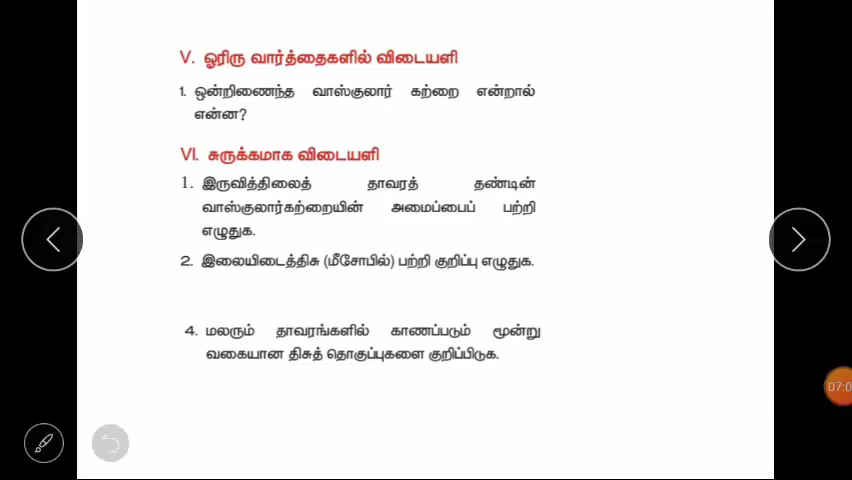 V. ஓரிரு வார்த்தைகளில் விடையளி
1. ஒன்றிணைந்த வாஸ்குலார் கற்றை என்றால்
என்ன?
VI. சுருக்கமாக விடையளி
1. இருவித்திலைத் தாவரத் தண்டின்
வாஸ்குலார்கற்றையின் அமைப்பைப் பற்றி
எழுதுக.
2. இலையிடைத்திசு (மீசோபில்) பற்றி குறிப்பு எழுதுக.
4. மலரும் தாவரங்களில் காணப்படும் மூன்று
வகையான திசுத் தொகுப்புகளை குறிப்பிடுக.